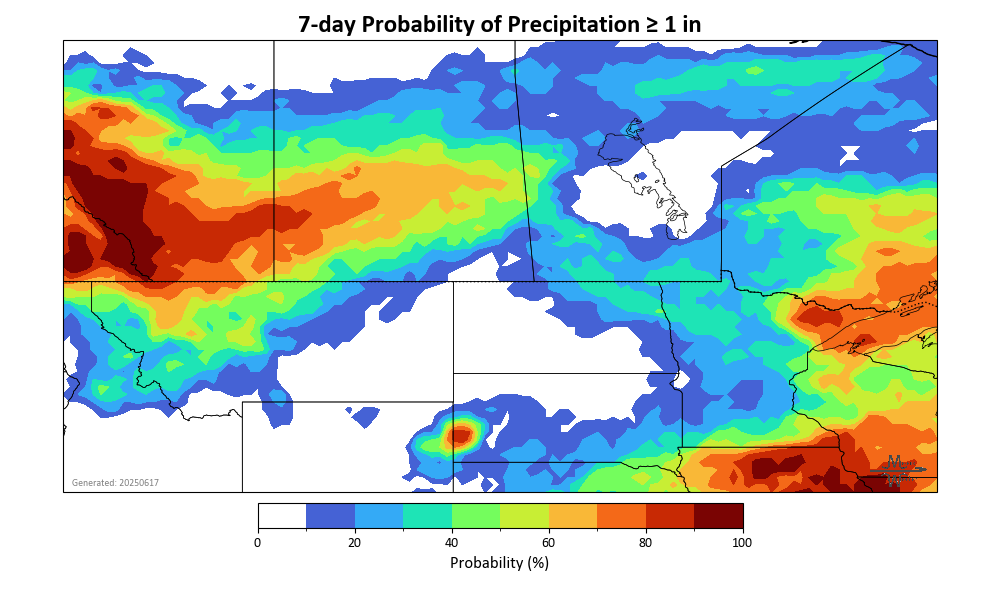 7-day Probability of Precipitation ≥ 1 in
Generated: 20250617
0 20 40 60 80 100
Probability (%)